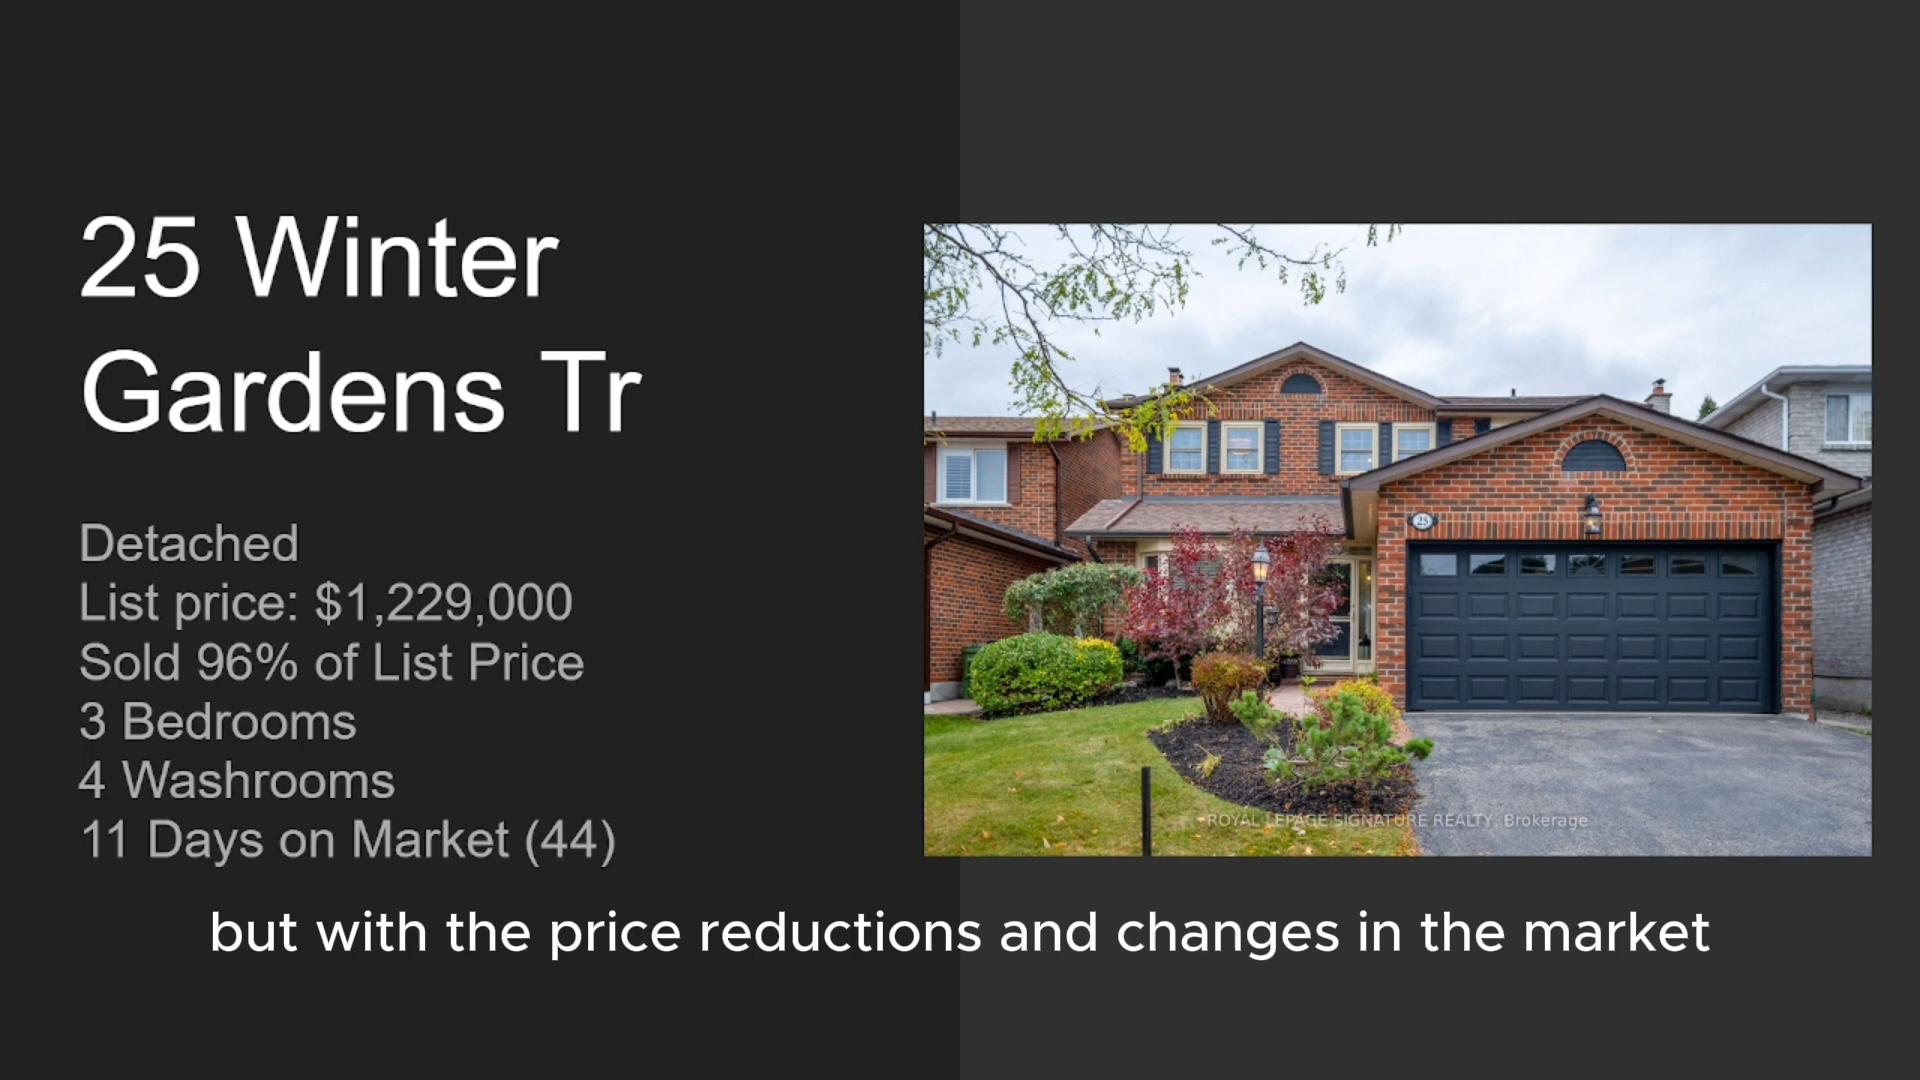 25 Winter
Gardens Tr
Detached
List price: $1,229,000
Sold 96% of List Price
3 Bedrooms
4 Washrooms
11 Days on Market (44)
25
ROYAL LEPAGE SIGNATURE REALTY, Brokerage
but with the price reductions and changes in the market